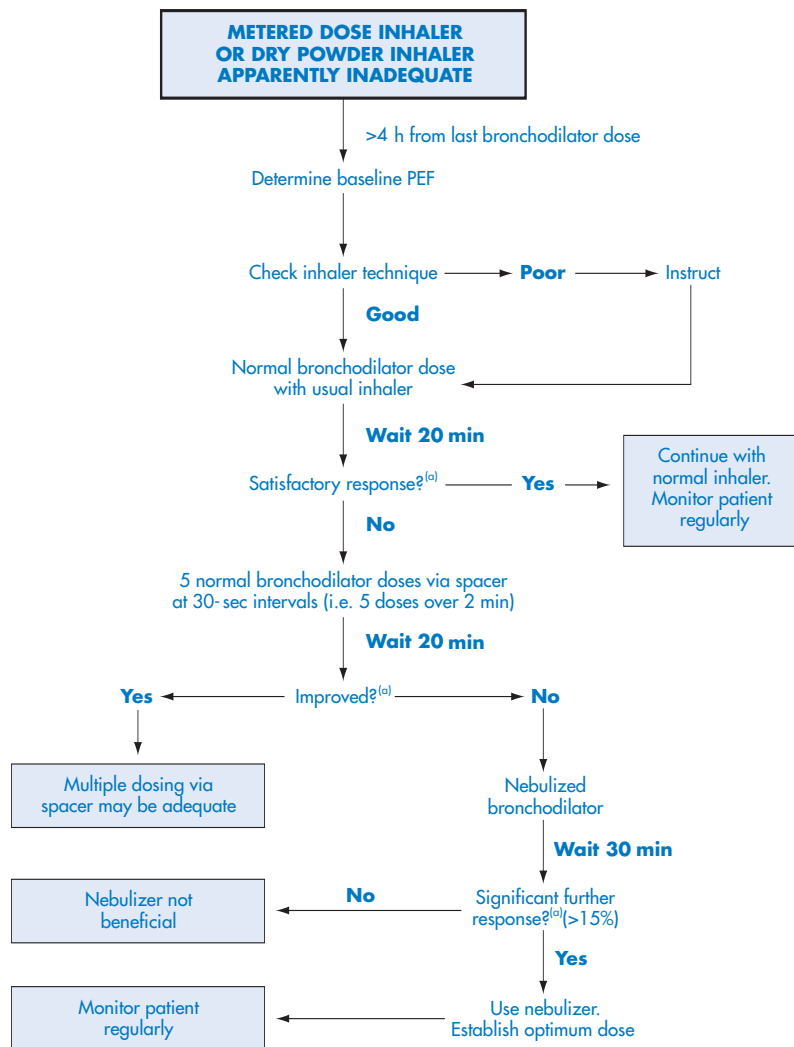 METERED DOSE INHALER
OR DRY POWDER INHALER
APPARENTLY INADEQUATE
>4 h from last bronchodilator dose
Determine baseline PEF
Check inhaler technique
Poor
Instruct
Good
Normal bronchodilator dose
with usual inhaler
Wait 20 min
Satisfactory response?(a)
Yes
Continue with
normal inhaler.
Monitor patient
regularly
No
5 normal bronchodilator doses via spacer
at 30-sec intervals (i.e. 5 doses over 2 min)
Wait 20 min
Yes
Improved?(a)
No
Multiple dosing via
spacer may be adequate
Nebulized
bronchodilator
Wait 30 min
Nebulizer not
beneficial
No
Significant further
response?(a)(>15%)
Yes
Monitor patient
regularly
Use nebulizer.
Establish optimum dose